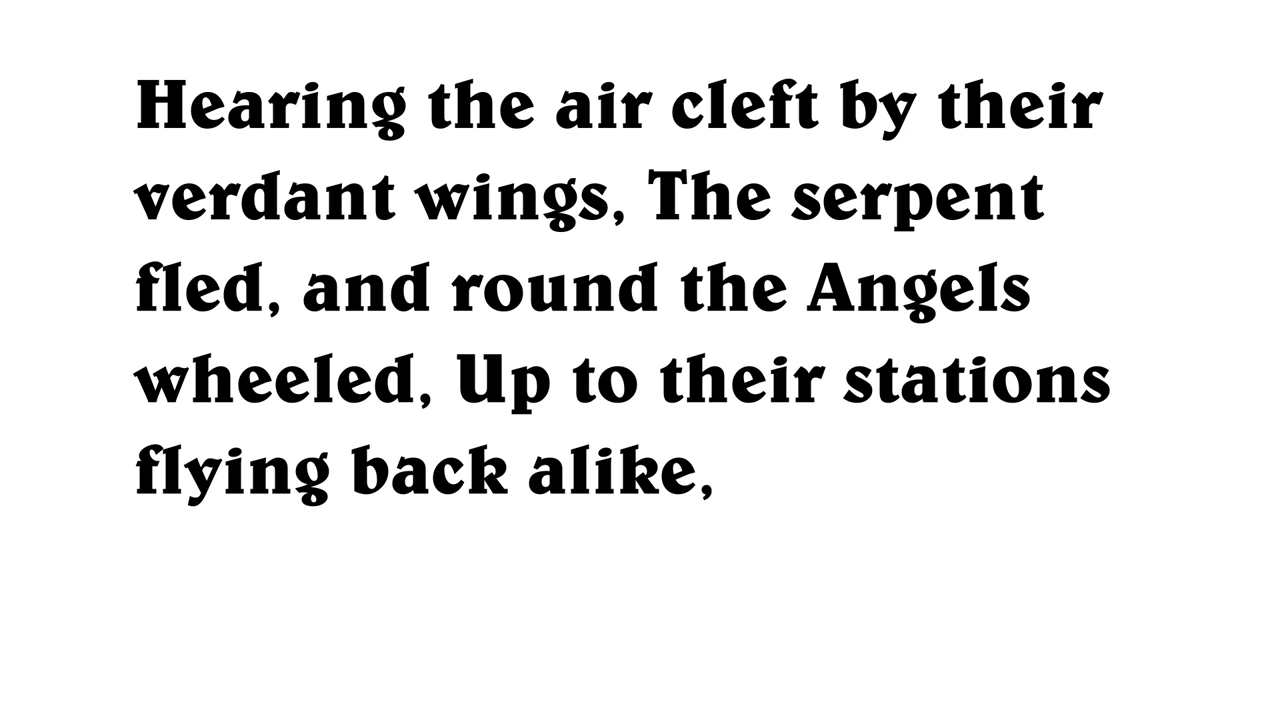 Hearing the air cleft by their
verdant wings, The serpent
fled, and round the Angels
wheeled, Up to their stations
flying back alike,